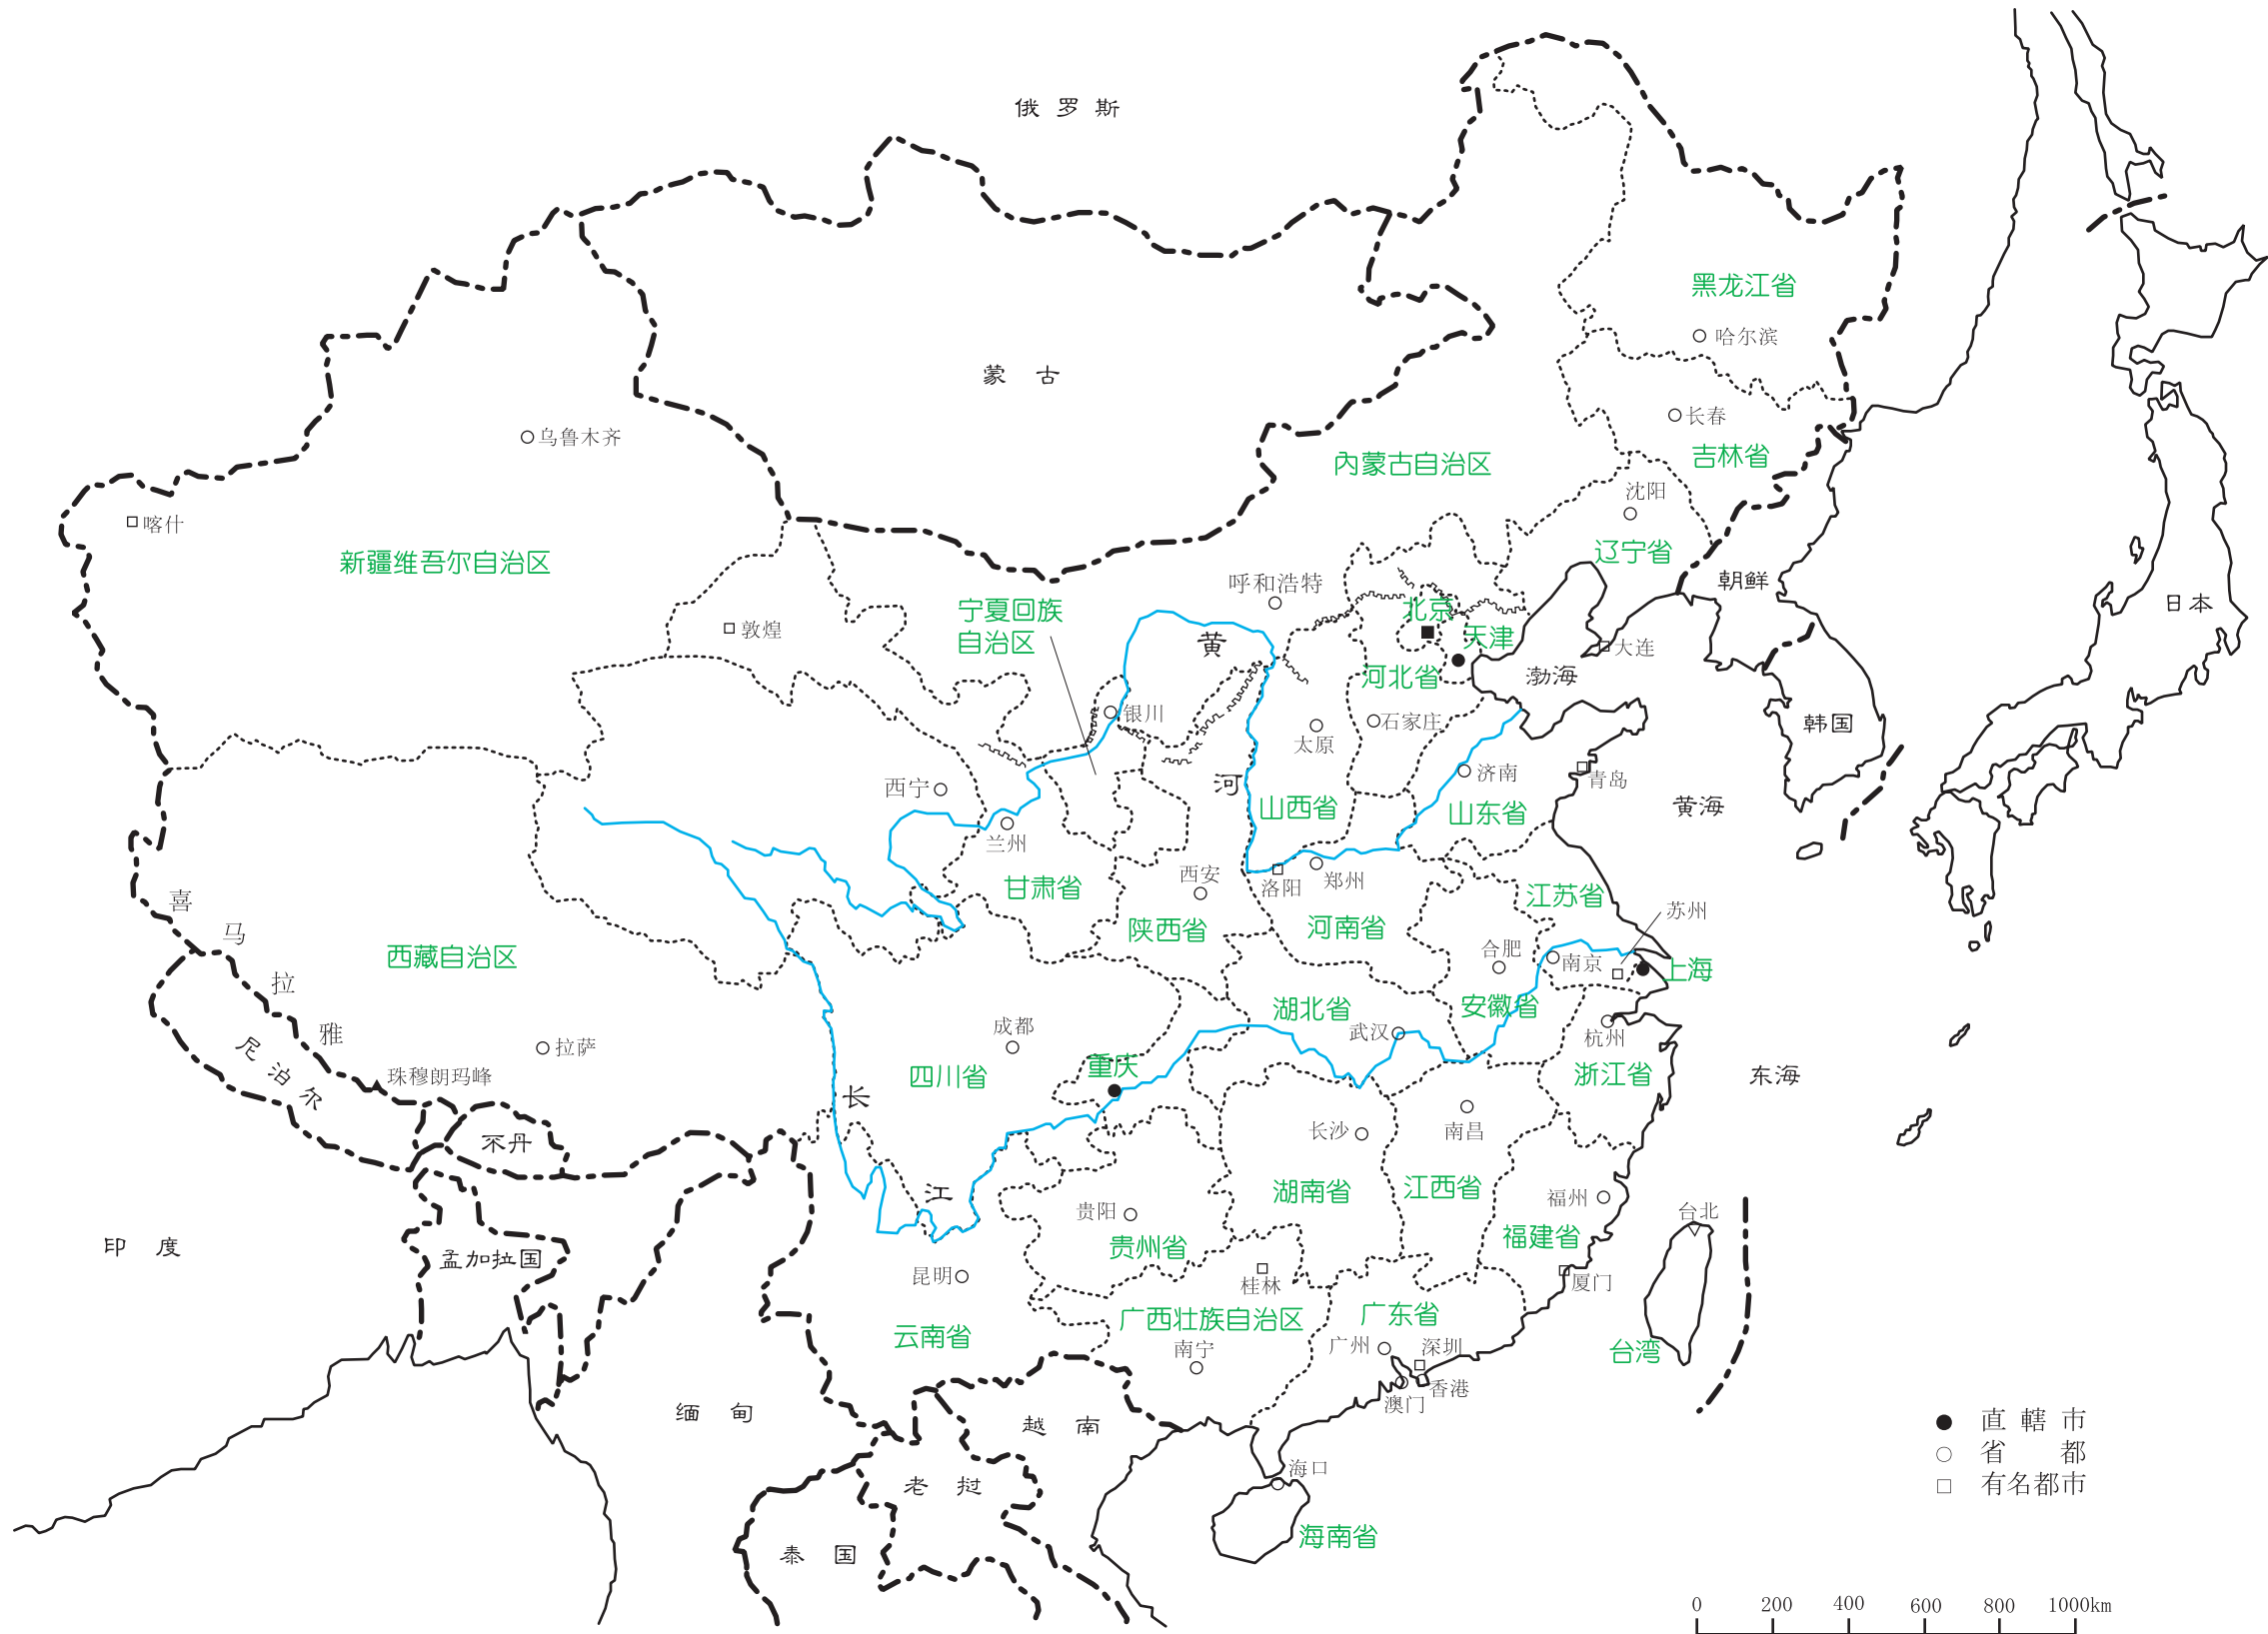 俄罗斯
黑龙江省
哈尔滨
蒙古
长春
乌鲁木齐
吉林省
内蒙古自治区
沈阳
喀什
辽宁省
新疆维吾尔自治区
朝鲜
呼和浩特
日本
宁夏回族
自治区
北京
敦煌
天津
黄
大连
河北省
渤海
银川
石家庄
韩国
太原
济南
青岛
西宁
河
山西省
山东省
黄海
兰州
郑州
西安
洛阳
甘肃省
江苏省
喜
马
拉
雅
苏州
陕西省
河南省
西藏自治区
合肥
南京
上海
湖北省
安徽省
成都
武汉
杭州
尼泊尔
拉萨
重庆
四川省
浙江省
东海
珠穆朗玛峰
长
江
不丹
长沙
南昌
湖南省
江西省
福州
贵阳
台北
福建省
印度
孟加拉国
贵州省
昆明
桂林
厦门
广西壮族自治区
广东省
云南省
南宁
广州
深圳
台湾
香港
澳门
缅甸
越南
直辖市
省都
有名都市
海口
老挝
海南省
泰国
0 200 400 600 800 1000km